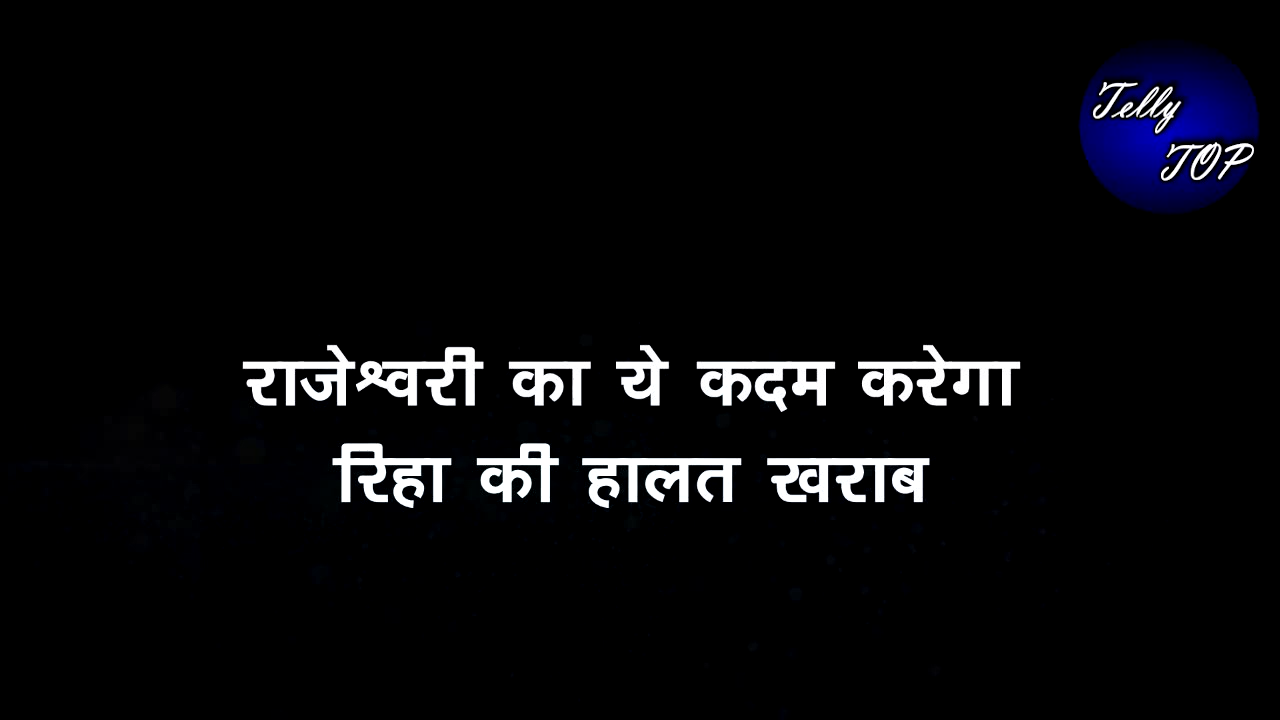 Telly
TOP
राजेश्वरी का ये कदम करेगा
रिहा की हालत खराब